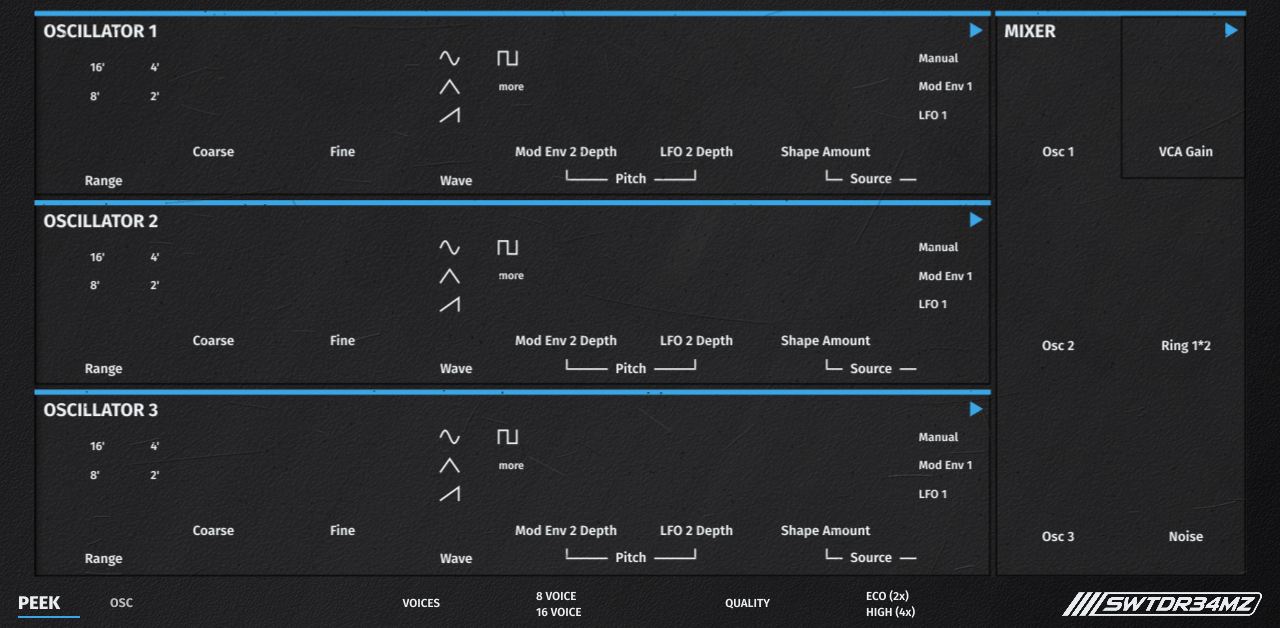 OSCILLATOR 1
16' 4'
8' 2'
Coarse Fine
Range
more
Wave
Mod Env 2 Depth LFO 2 Depth Shape Amount
Pitch Source
Manual
Mod Env 1
LFO 1
MIXER
Osc 1 VCA Gain
OSCILLATOR 2
16' 4'
8' 2'
Coarse Fine
Range
more
Wave
Mod Env 2 Depth LFO 2 Depth Shape Amount
Pitch Source
Manual
Mod Env 1
LFO 1
Osc 2 Ring 1*2
OSCILLATOR 3
16' 4'
8' 2'
Coarse Fine
Range
more
Wave
Mod Env 2 Depth LFO 2 Depth Shape Amount
Pitch Source
Manual
Mod Env 1
LFO 1
Osc 3 Noise
PEEK OSC
VOICES
8 VOICE
16 VOICE
QUALITY
ECO (2x)
HIGH (4x)
SWTDR34MZ